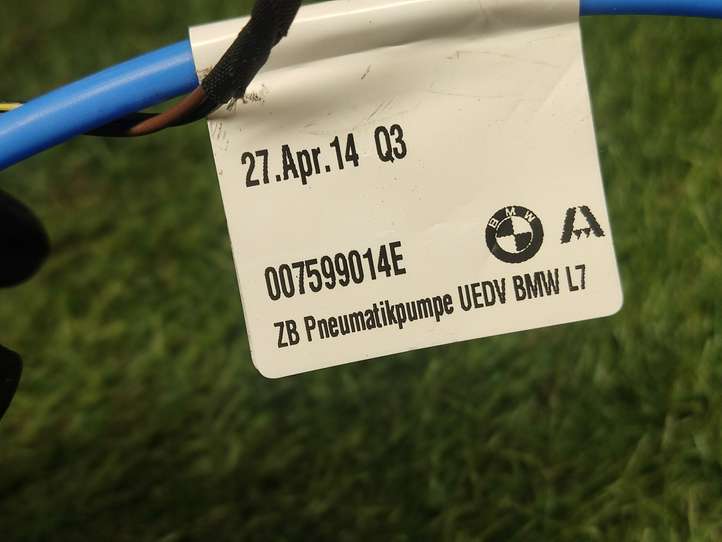 27.Apr.14 Q3
BMW
007599014E
ZB Pneumatikpumpe UEDV BMW L7